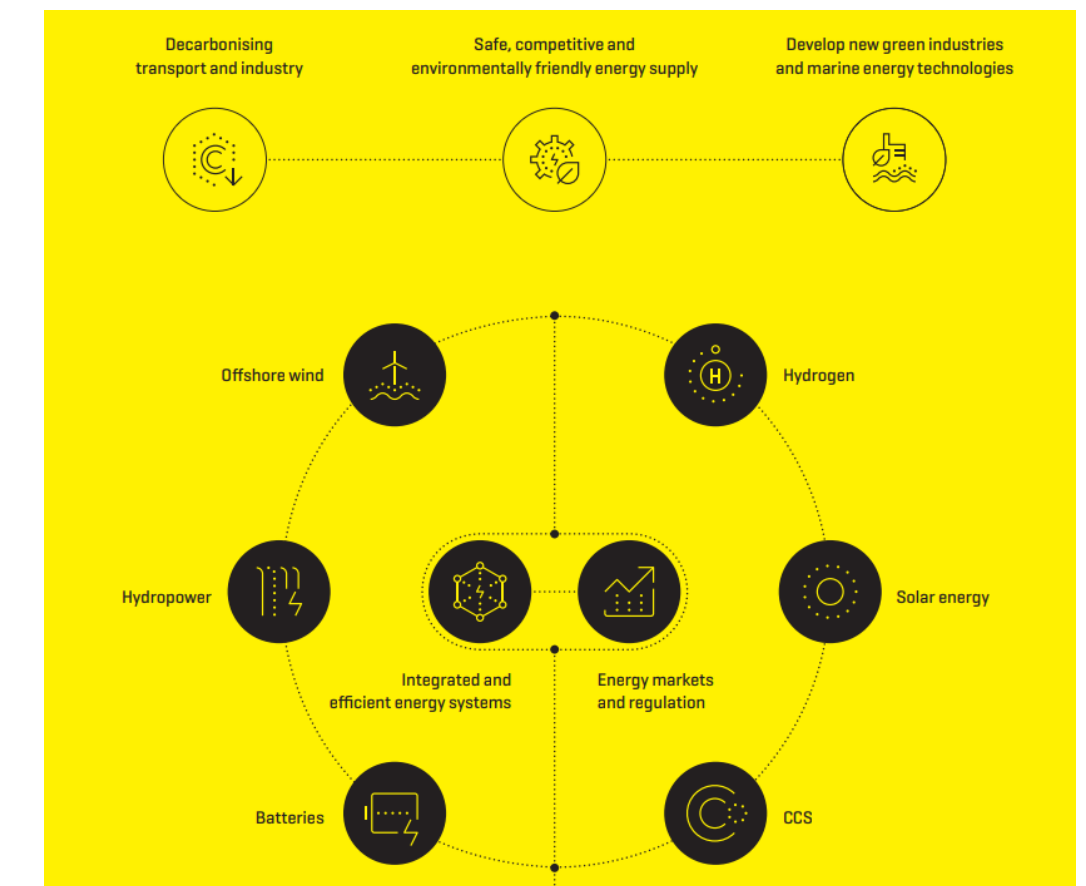 Decarbonising
transport and industry
Safe, competitive and
environmentally friendly energy supply
Develop new green industries
and marine energy technologies
Offshore wind
H
Hydrogen
Hydropower
Solar energy
Integrated and
efficient energy systems
Energy markets
and regulation
Batteries
CCS